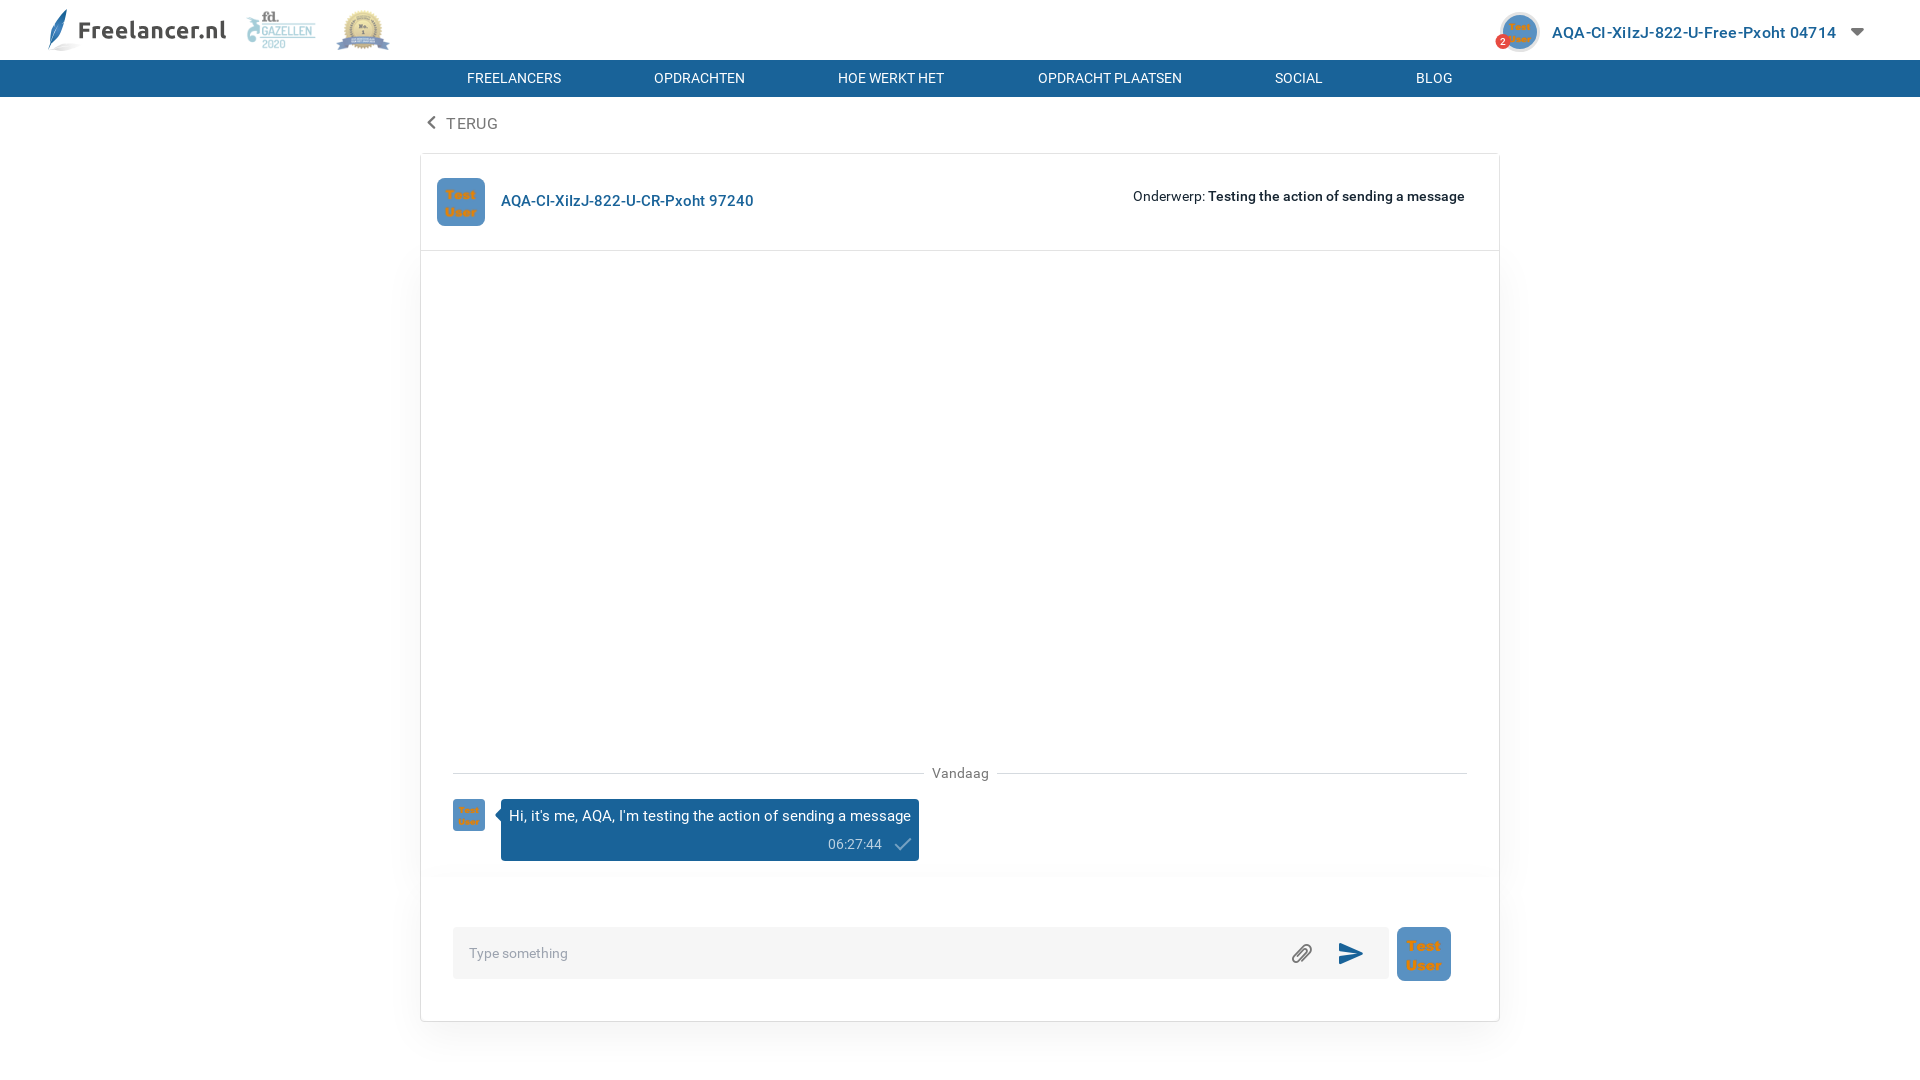 Freelancer.nl
fd.
GAZELLEN
2020
No.
1
2
Test
User
AQA-CI-XiIzJ-822-U-Free-Pxoht 04714
FREELANCERS
OPDRACHTEN
HOE WERKT HET
OPDRACHT PLAATSEN
SOCIAL
BLOG
TERUG
Test
User
AQA-CI-XiIzJ-822-U-CR-Pxoht 97240
Onderwerp: Testing the action of sending a message
Vandaag
Test
User
Hi, it's me, AQA, I'm testing the action of sending a message
06:27:44
Type something
Test
User